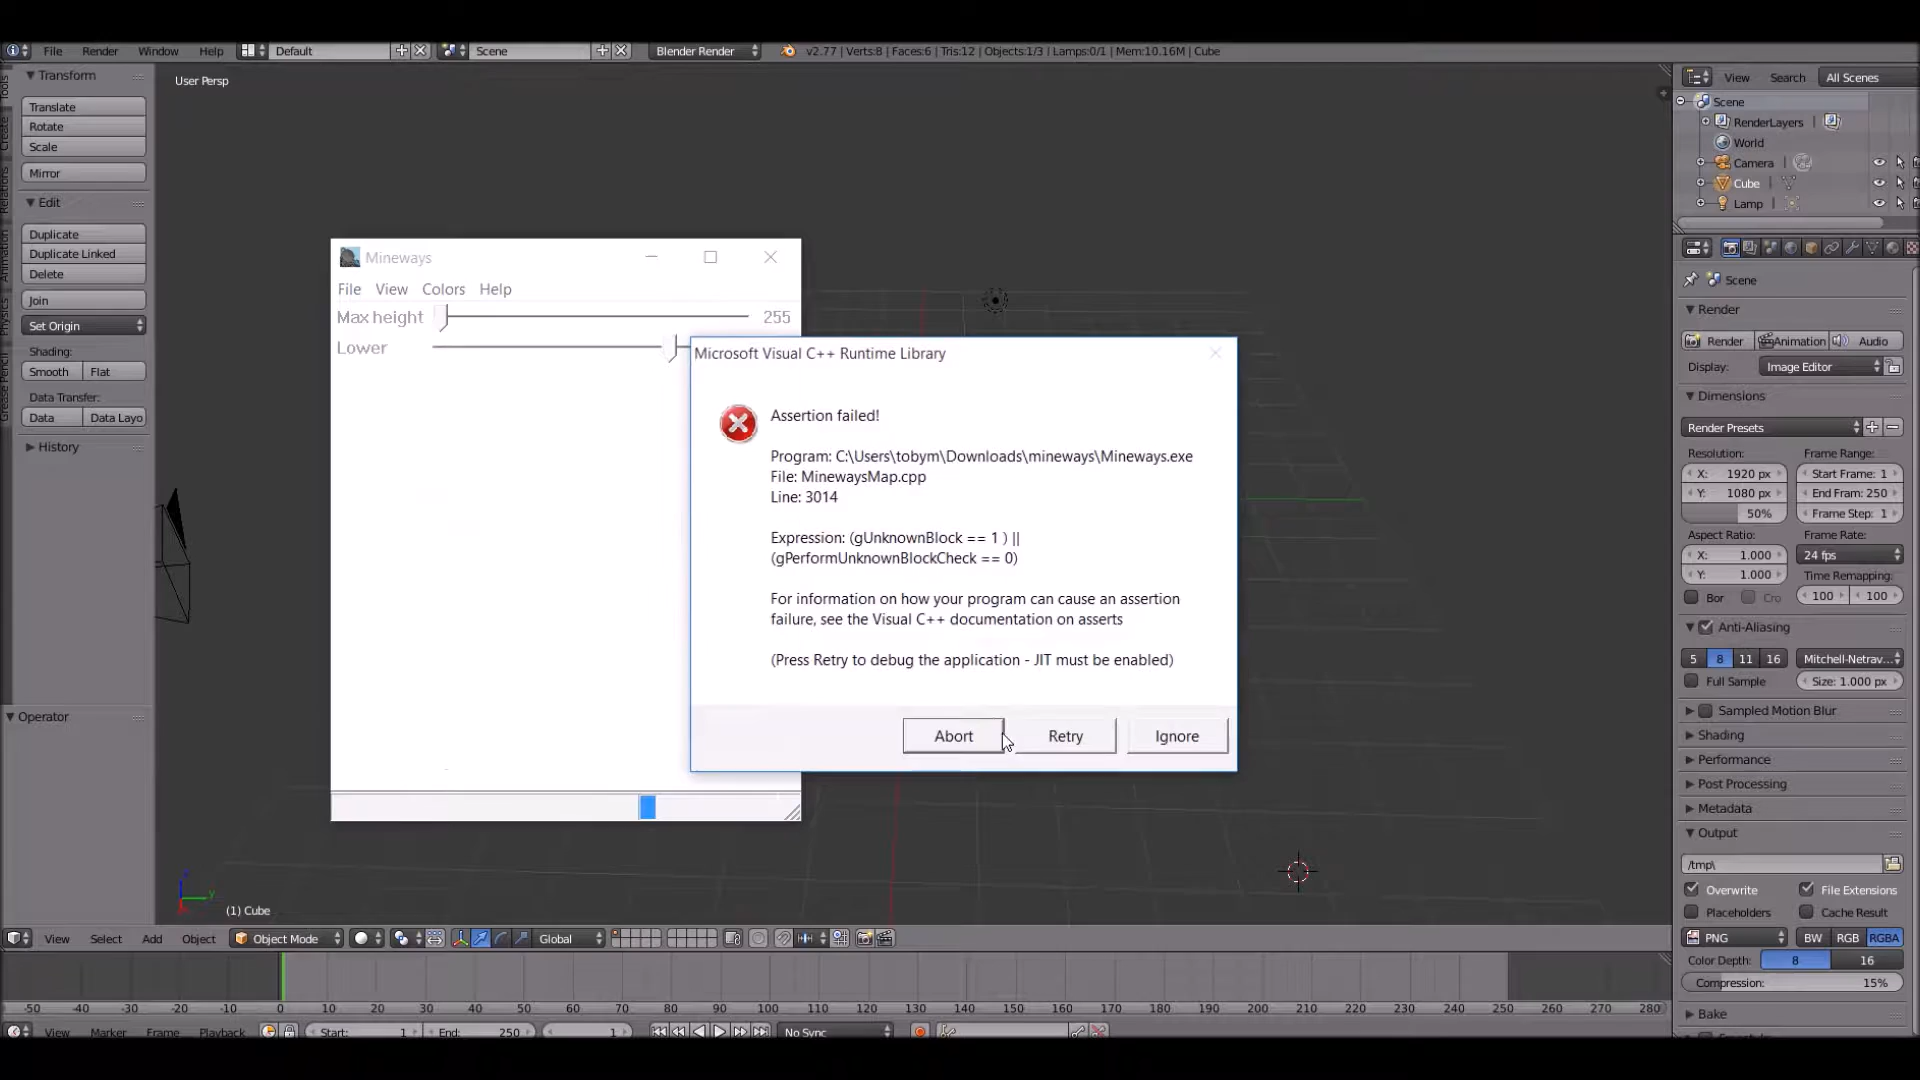 File Render Window Help Default Scene Blender Render v2.77 | Verts:8 | Faces:6 | Tris:12 | Objects:1/3 | Lamps:0/1 | Mem:10.16M | Cube
Tools
Create
Relations
Animation
Physics
Grease Pencil
Transform
Translate
Rotate
Scale
Mirror
Edit
Duplicate
Duplicate Linked
Delete
Join
Set Origin
Shading:
Smooth Flat
Data Transfer:
Data Data Layo
History
Operator
User Persp
Mineways
File View Colors Help
Max height 255
Lower
Microsoft Visual C++ Runtime Library
Assertion failed!
Program: C:\Users\tobym\Downloads\mineways\Mineways.exe
File: MinewaysMap.cpp
Line: 3014
Expression: (gUnknownBlock == 1 ) ||
(gPerformUnknownBlockCheck == 0)
For information on how your program can cause an assertion
failure, see the Visual C++ documentation on asserts
(Press Retry to debug the application - JIT must be enabled)
Abort Retry Ignore
(1) Cube
View Select Add Object Object Mode Global
-50 -40 -30 -20 -10 0 10 20 30 40 50 60 70 80 90 100 110 120 130 140 150 160 170 180 190 200 210 220 230 240 250 260 270 280
View Marker Frame Playback Start: 1 End: 250 1 No Sync
View Search All Scenes
Scene
RenderLayers
World
Camera
Cube
Lamp
Scene
Render
Render Animation Audio
Display: Image Editor
Dimensions
Render Presets
Resolution: Frame Range:
X: 1920 px Start Frame: 1
Y: 1080 px End Fram: 250
50% Frame Step: 1
Aspect Ratio: Frame Rate:
X: 1.000 24 fps
Y: 1.000 Time Remapping:
Bor Cro 100 100
Anti-Aliasing
5 8 11 16 Mitchell-Netrav...
Full Sample Size: 1.000 px
Sampled Motion Blur
Shading
Performance
Post Processing
Metadata
Output
/tmp\
Overwrite File Extensions
Placeholders Cache Result
PNG BW RGB RGBA
Color Depth: 8 16
Compression: 15%
Bake